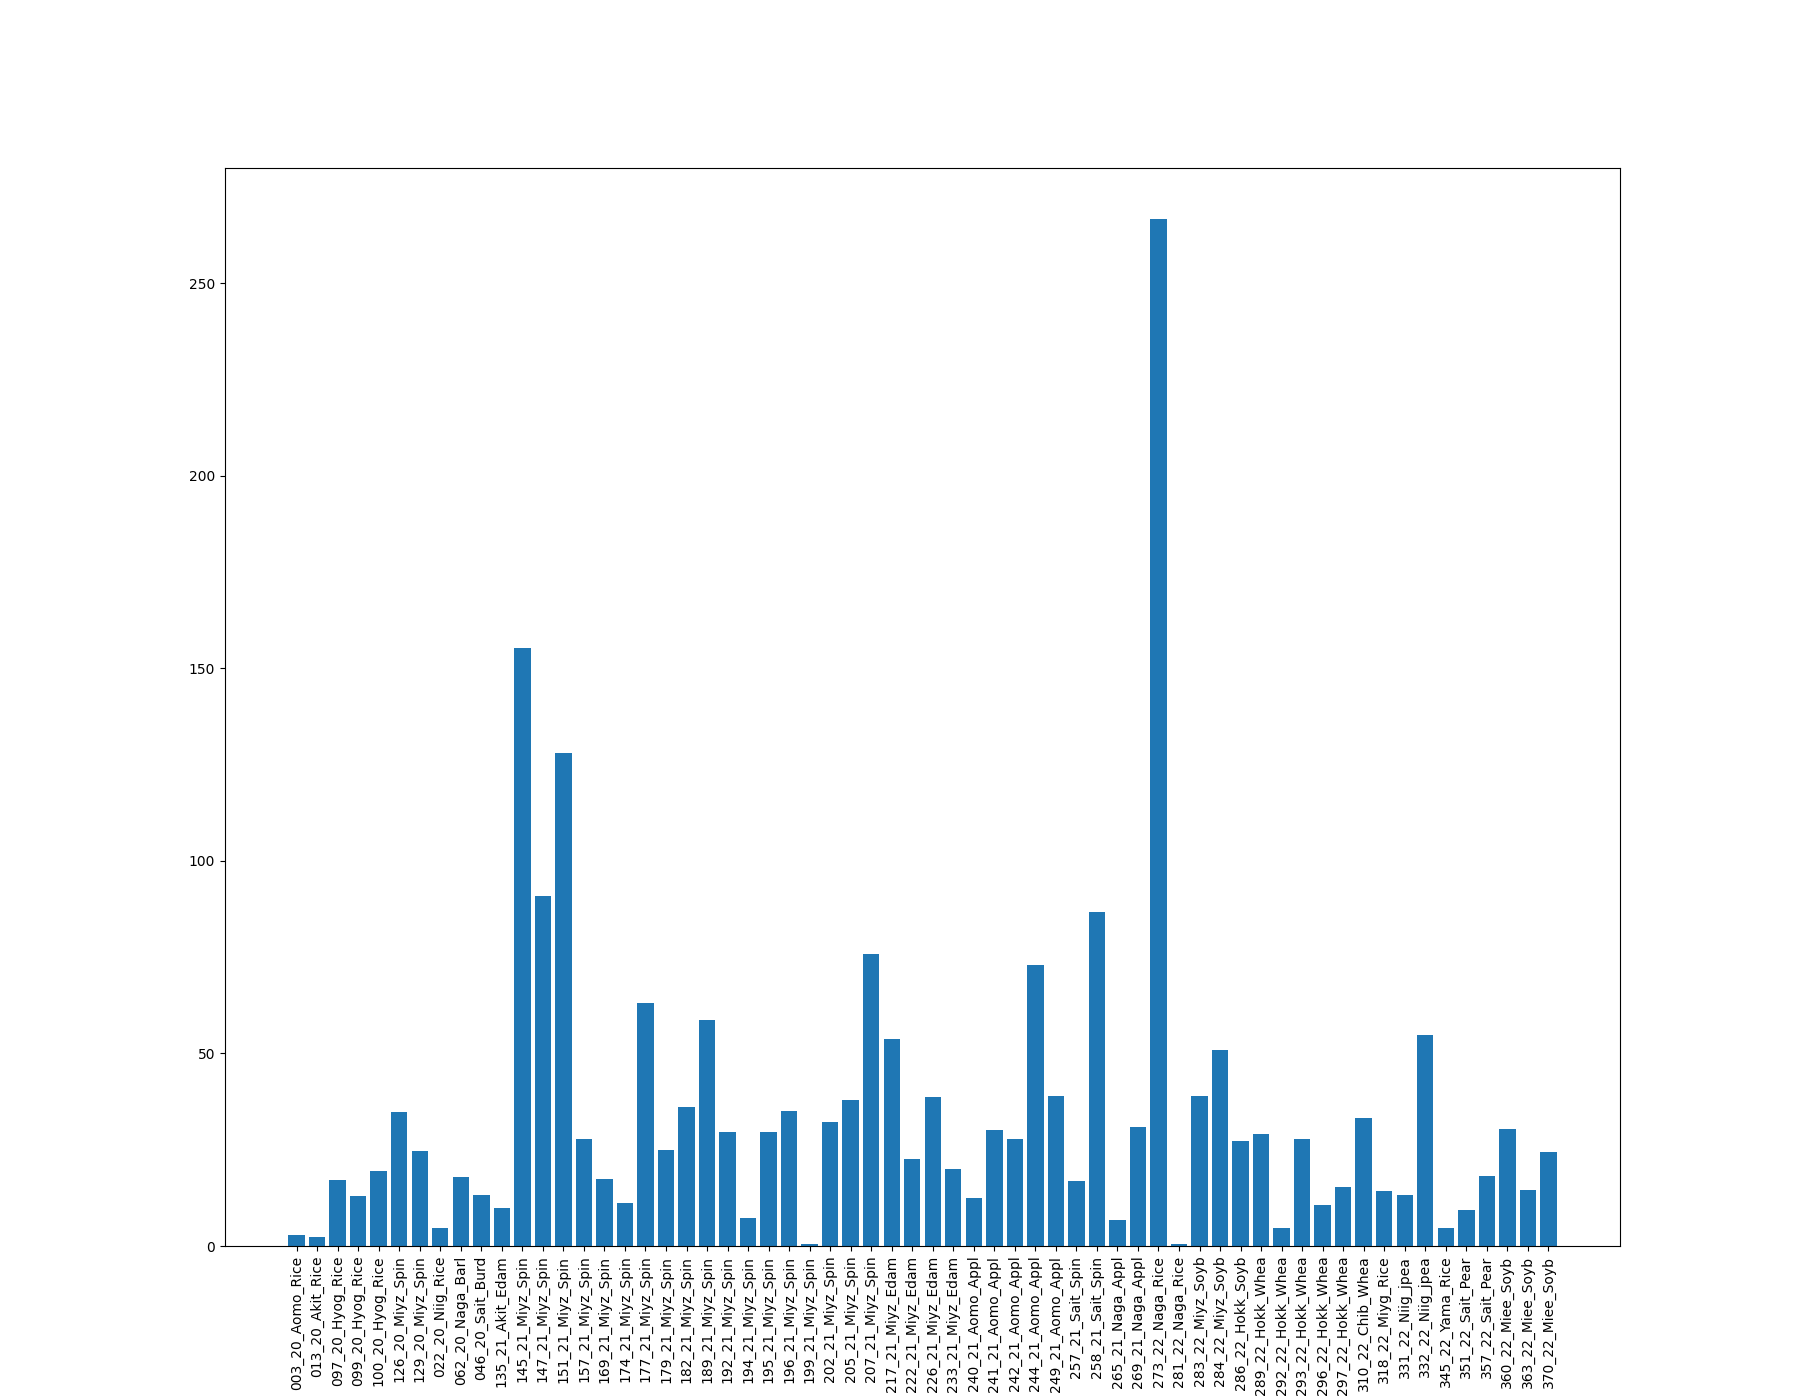 250
200
150
100
50
0
003_20_Aomo_Rice
013_20_Akit_Rice
097_20_Hyog_Rice
099_20_Hyog_Rice
100_20_Hyog_Rice
126_20_Miyz_Spin
129_20_Miyz_Spin
022_20_Niig_Rice
062_20_Naga_Barl
046_20_Sait_Burd
135_21_Akit_Edam
145_21_Miyz_Spin
147_21_Miyz_Spin
151_21_Miyz_Spin
157_21_Miyz_Spin
169_21_Miyz_Spin
174_21_Miyz_Spin
177_21_Miyz_Spin
179_21_Miyz_Spin
182_21_Miyz_Spin
189_21_Miyz_Spin
192_21_Miyz_Spin
194_21_Miyz_Spin
195_21_Miyz_Spin
196_21_Miyz_Spin
199_21_Miyz_Spin
202_21_Miyz_Spin
205_21_Miyz_Spin
207_21_Miyz_Spin
217_21_Miyz_Edam
222_21_Miyz_Edam
226_21_Miyz_Edam
233_21_Miyz_Edam
240_21_Aomo_Appl
241_21_Aomo_Appl
242_21_Aomo_Appl
244_21_Aomo_Appl
249_21_Aomo_Appl
257_21_Sait_Spin
258_21_Sait_Spin
265_21_Naga_Appl
269_21_Naga_Appl
273_22_Naga_Rice
281_22_Naga_Rice
283_22_Miyz_Soyb
284_22_Miyz_Soyb
286_22_Hokk_Soyb
289_22_Hokk_Whea
292_22_Hokk_Whea
293_22_Hokk_Whea
296_22_Hokk_Whea
297_22_Hokk_Whea
310_22_Chib_Whea
318_22_Miyg_Rice
331_22_Niig_jpea
332_22_Niig_jpea
345_22_Yama_Rice
351_22_Sait_Pear
357_22_Sait_Pear
360_22_Miee_Soyb
363_22_Miee_Soyb
370_22_Miee_Soyb